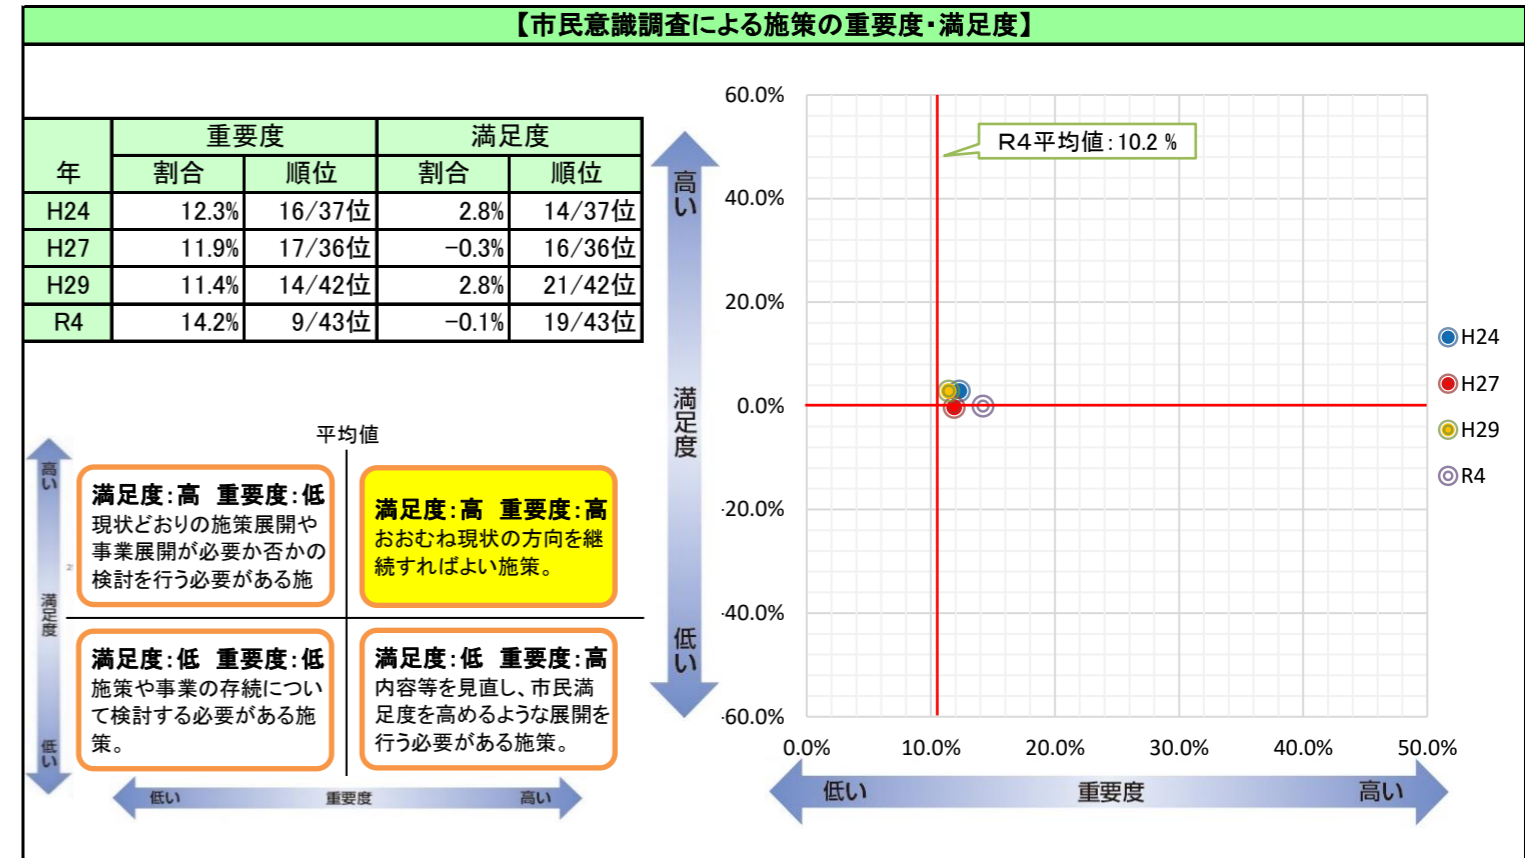 【市民意識調査による施策の重要度・満足度】
年 重要度 満足度
割合 順位 割合 順位
H24 12.3% 16/37位 2.8% 14/37位
H27 11.9% 17/36位 -0.3% 16/36位
H29 11.4% 14/42位 2.8% 21/42位
R4 14.2% 9/43位 -0.1% 19/43位
平均値
高い
満足度
低い
満足度:高 重要度:低
現状どおりの施策展開や
事業展開が必要か否かの
検討を行う必要がある施
満足度:高 重要度:高
おおむね現状の方向を継
続すればよい施策。
満足度:低 重要度:低
施策や事業の存続につい
て検討する必要がある施
策。
満足度:低 重要度:高
内容等を見直し、市民満
足度を高めるような展開を
行う必要がある施策。
低い 重要度 高い
高い
満足度
低い
60.0%
40.0%
20.0%
0.0%
-20.0%
-40.0%
-60.0%
R4平均値:10.2%
0.0% 10.0% 20.0% 30.0% 40.0% 50.0%
低い 重要度 高い
H24
H27
H29
R4